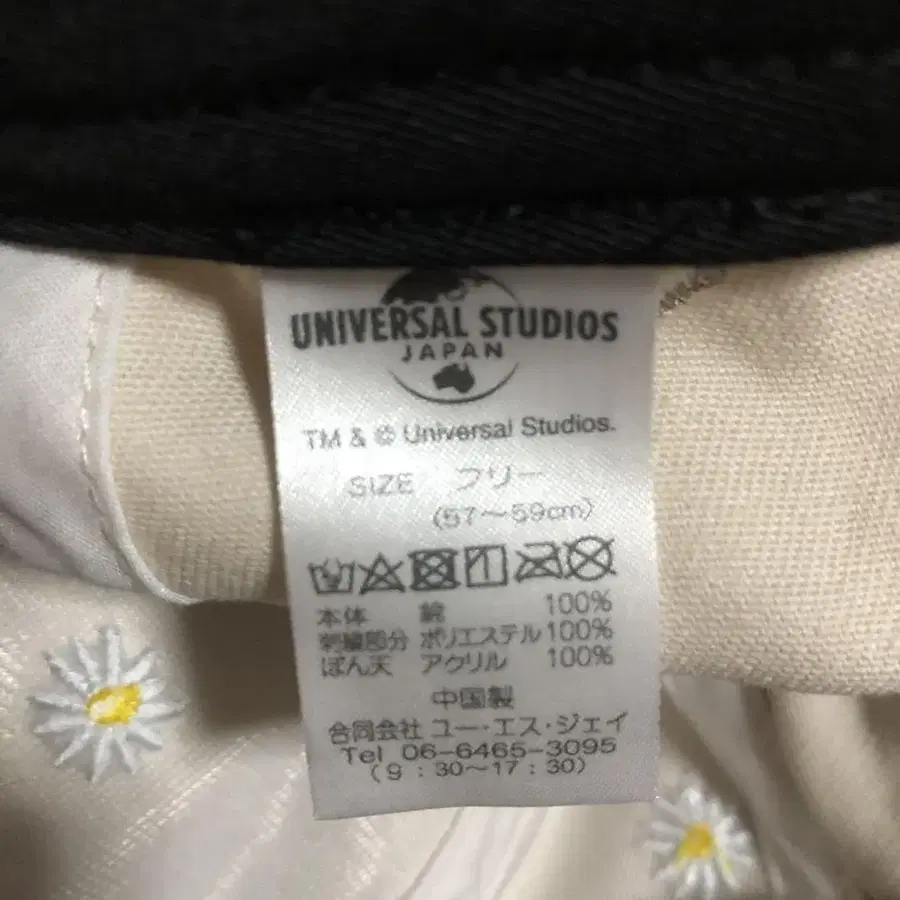 UNIVERSAL STUDIOS
JAPAN
TM & © Universal Studios.
SIZE フリー
(57~59cm)
本体 綿 100%
刺繍部分 ポリエステル 100%
ぽん天 アクリル 100%
中国製
合同会社 ユー・エス・ジェイ
Tel 06-6465-3095
(9:30~17:30)